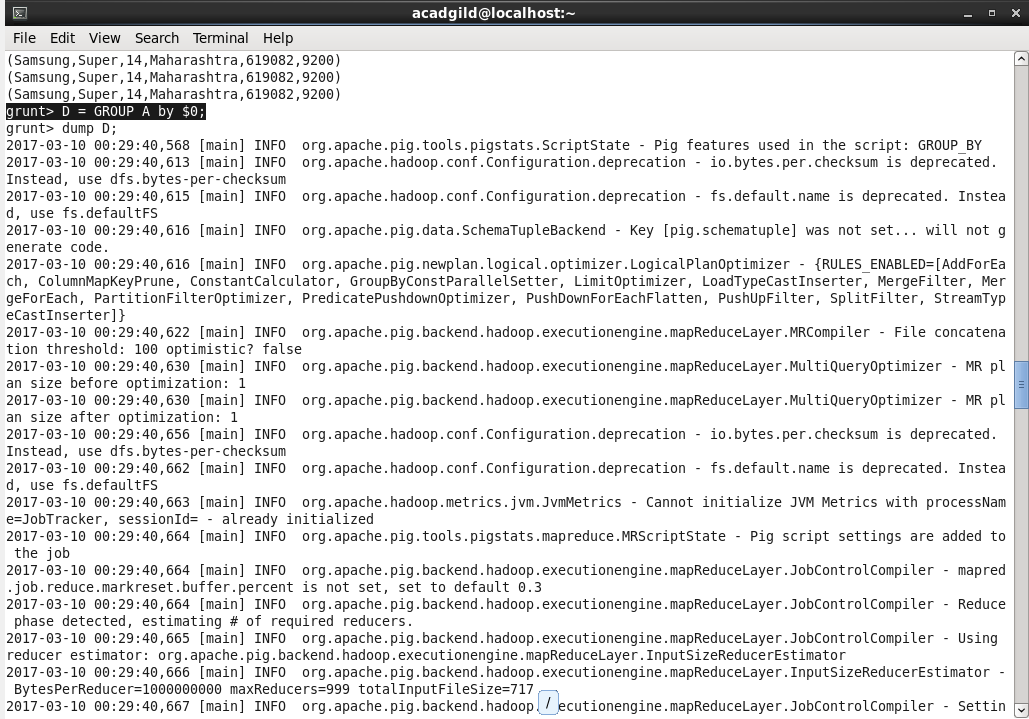 acadgild@localhost:~
File Edit View Search Terminal Help
(Samsung,Super,14,Maharashtra,619082,9200)
(Samsung,Super,14,Maharashtra,619082,9200)
(Samsung,Super,14,Maharashtra,619082,9200)
grunt> D = GROUP A by $0;
grunt> dump D;
2017-03-10 00:29:40,568 [main] INFO  org.apache.pig.tools.pigstats.ScriptState - Pig features used in the script: GROUP_BY
2017-03-10 00:29:40,613 [main] INFO  org.apache.hadoop.conf.Configuration.deprecation - io.bytes.per.checksum is deprecated.
Instead, use dfs.bytes-per-checksum
2017-03-10 00:29:40,615 [main] INFO  org.apache.hadoop.conf.Configuration.deprecation - fs.default.name is deprecated. Instea
d, use fs.defaultFS
2017-03-10 00:29:40,616 [main] INFO  org.apache.pig.data.SchemaTupleBackend - Key [pig.schematuple] was not set... will not g
enerate code.
2017-03-10 00:29:40,616 [main] INFO  org.apache.pig.newplan.logical.optimizer.LogicalPlanOptimizer - {RULES_ENABLED=[AddForEa
ch, ColumnMapKeyPrune, ConstantCalculator, GroupByConstParallelSetter, LimitOptimizer, LoadTypeCastInserter, MergeFilter, Mer
geForEach, PartitionFilterOptimizer, PredicatePushdownOptimizer, PushDownForEachFlatten, PushUpFilter, SplitFilter, StreamTyp
eCastInserter]}
2017-03-10 00:29:40,622 [main] INFO  org.apache.pig.backend.hadoop.executionengine.mapReduceLayer.MRCompiler - File concatena
tion threshold: 100 optimistic? false
2017-03-10 00:29:40,630 [main] INFO  org.apache.pig.backend.hadoop.executionengine.mapReduceLayer.MultiQueryOptimizer - MR pl
an size before optimization: 1
2017-03-10 00:29:40,630 [main] INFO  org.apache.pig.backend.hadoop.executionengine.mapReduceLayer.MultiQueryOptimizer - MR pl
an size after optimization: 1
2017-03-10 00:29:40,656 [main] INFO  org.apache.hadoop.conf.Configuration.deprecation - io.bytes.per.checksum is deprecated.
Instead, use dfs.bytes-per-checksum
2017-03-10 00:29:40,662 [main] INFO  org.apache.hadoop.conf.Configuration.deprecation - fs.default.name is deprecated. Instea
d, use fs.defaultFS
2017-03-10 00:29:40,663 [main] INFO  org.apache.hadoop.metrics.jvm.JvmMetrics - Cannot initialize JVM Metrics with processNam
e=JobTracker, sessionId= - already initialized
2017-03-10 00:29:40,664 [main] INFO  org.apache.pig.tools.pigstats.mapreduce.MRScriptState - Pig script settings are added to
 the job
2017-03-10 00:29:40,664 [main] INFO  org.apache.pig.backend.hadoop.executionengine.mapReduceLayer.JobControlCompiler - mapred
.job.reduce.markreset.buffer.percent is not set, set to default 0.3
2017-03-10 00:29:40,664 [main] INFO  org.apache.pig.backend.hadoop.executionengine.mapReduceLayer.JobControlCompiler - Reduce
 phase detected, estimating # of required reducers.
2017-03-10 00:29:40,665 [main] INFO  org.apache.pig.backend.hadoop.executionengine.mapReduceLayer.JobControlCompiler - Using
reducer estimator: org.apache.pig.backend.hadoop.executionengine.mapReduceLayer.InputSizeReducerEstimator
2017-03-10 00:29:40,666 [main] INFO  org.apache.pig.backend.hadoop.executionengine.mapReduceLayer.InputSizeReducerEstimator -
 BytesPerReducer=1000000000 maxReducers=999 totalInputFileSize=717
2017-03-10 00:29:40,667 [main] INFO  org.apache.pig.backend.hadoop. / ecutionengine.mapReduceLayer.JobControlCompiler - Settin